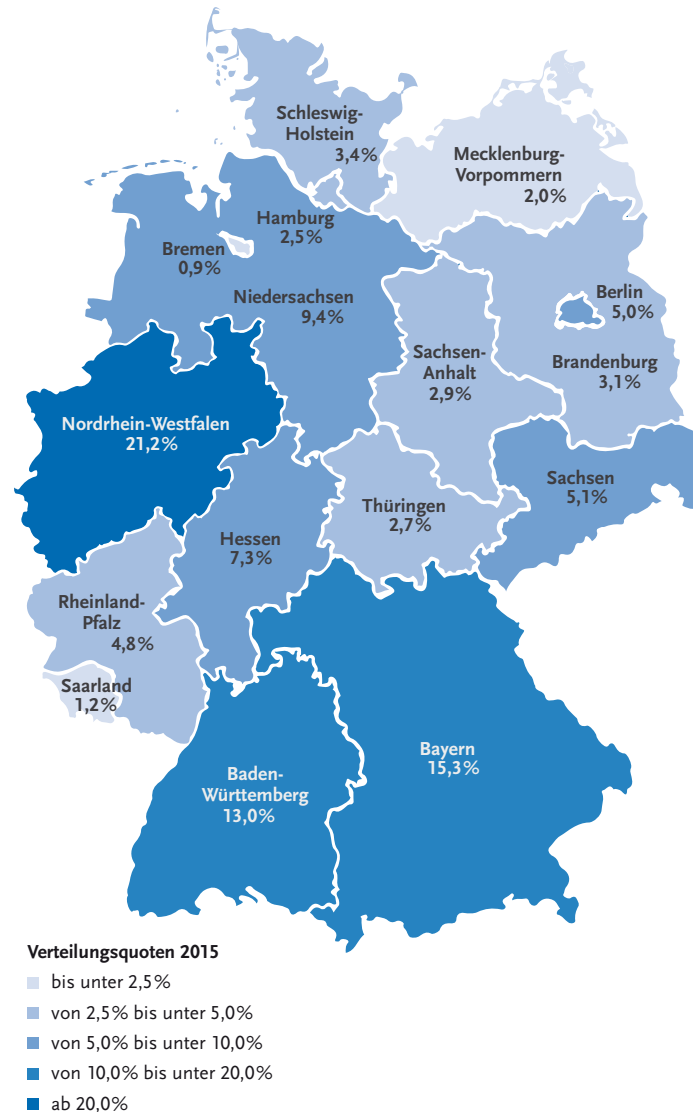 Schleswig-
Holstein
3,4%
Mecklenburg-
Vorpommern
2,0%
Hamburg
2,5%
Bremen
0,9%
Niedersachsen
9,4%
Berlin
5,0%
Sachsen-
Anhalt
2,9%
Brandenburg
3,1%
Nordrhein-Westfalen
21,2%
Sachsen
5,1%
Thüringen
2,7%
Hessen
7,3%
Rheinland-
Pfalz
4,8%
Saarland
1,2%
Bayern
15,3%
Baden-
Württemberg
13,0%
Verteilungsquoten 2015
bis unter 2,5%
von 2,5% bis unter 5,0%
von 5,0% bis unter 10,0%
von 10,0% bis unter 20,0%
ab 20,0%